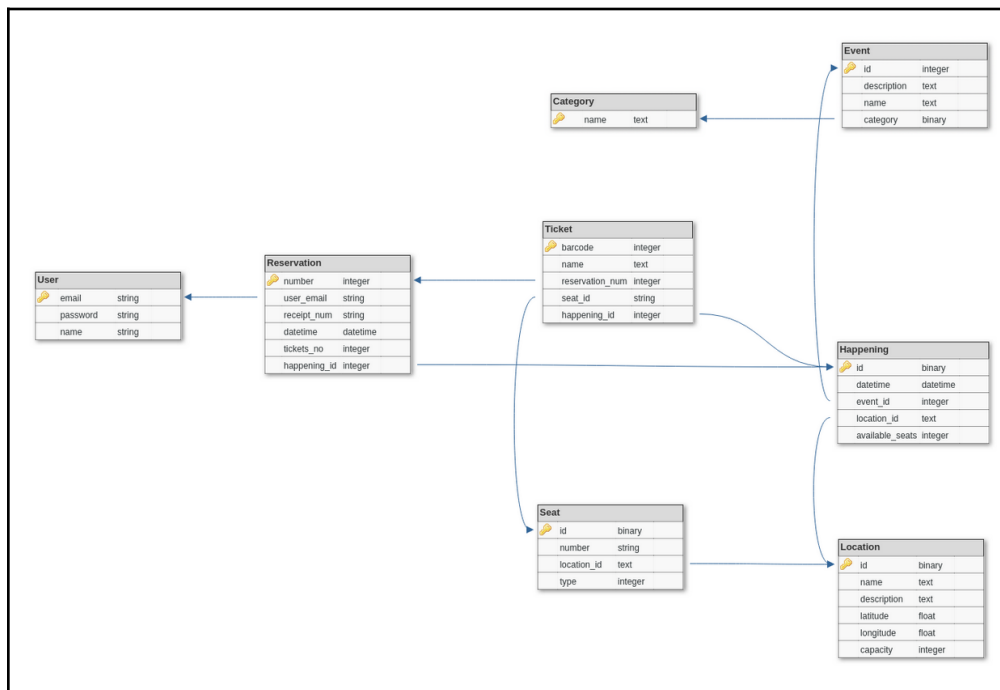 Event
id integer
description text
name text
category binary
Category
name text
Ticket
barcode integer
name text
reservation_num integer
seat_id string
happening_id integer
Reservation
number integer
user_email string
receipt_num string
datetime datetime
tickets_no integer
happening_id integer
User
email string
password string
name string
Happening
id binary
datetime datetime
event_id integer
location_id text
available_seats integer
Seat
id binary
number string
location_id text
type integer
Location
id binary
name text
description text
latitude float
longitude float
capacity integer